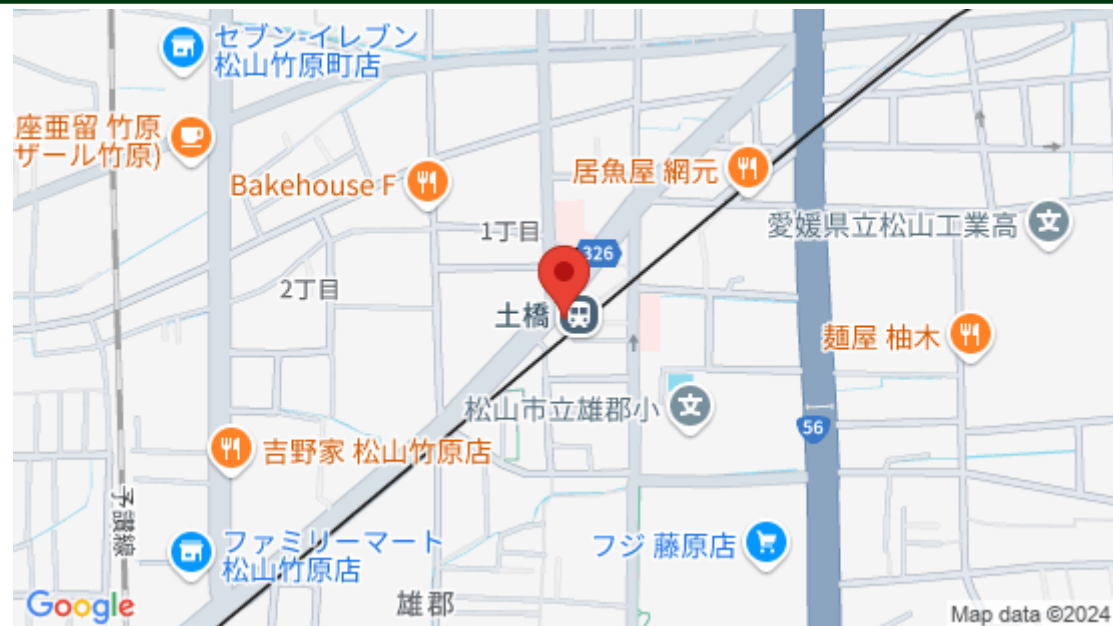 セブン-イレブン
松山竹原町店
座亜留 竹原
ザール竹原)
Bakehouse F
居魚屋 網元
愛媛県立松山工業高
1丁目
326
2丁目
土橋
麺屋 柚木
松山市立雄郡小
56
吉野家 松山竹原店
予讃線
ファミリーマート
松山竹原店
フジ 藤原店
雄郡
Google
Map data ©2024